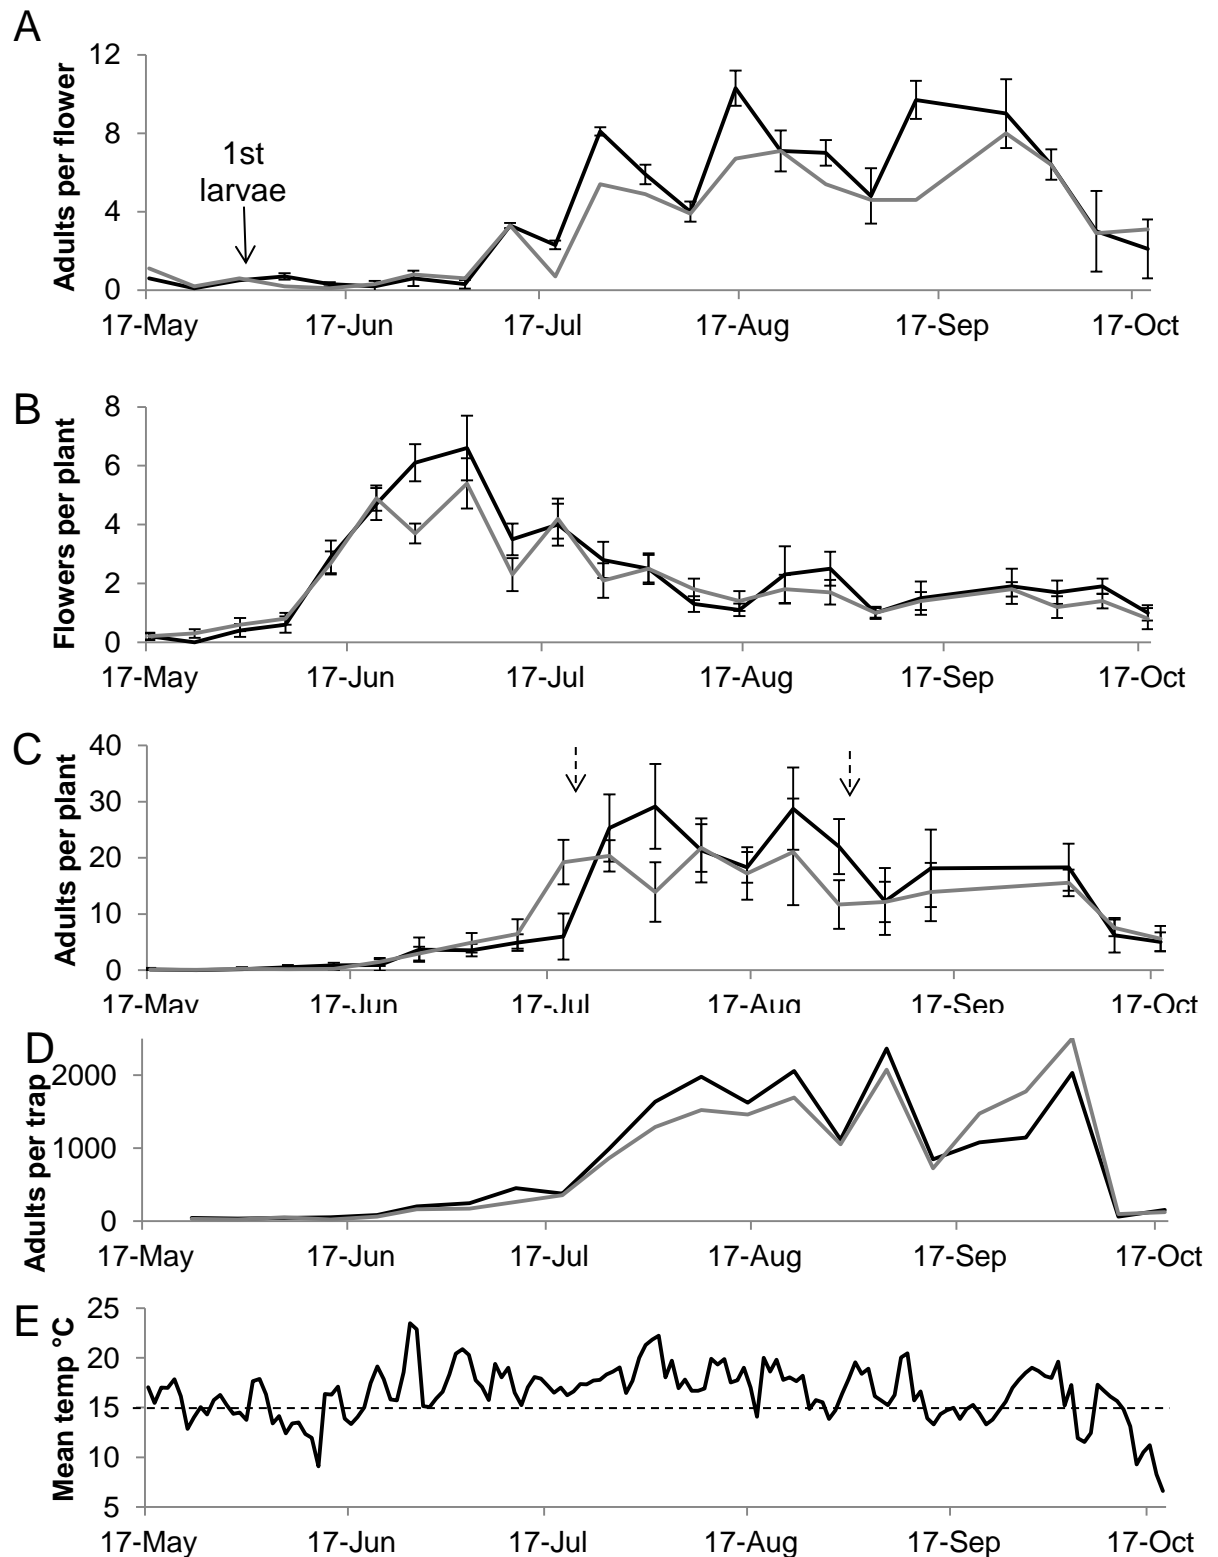 A
Adults per flower
12
8
4
0
1st
larvae
17-May 17-Jun 17-Jul 17-Aug 17-Sep 17-Oct
B
Flowers per plant
8
6
4
2
0
17-May 17-Jun 17-Jul 17-Aug 17-Sep 17-Oct
C
Adults per plant
40
30
20
10
0
17-May 17-Jun 17-Jul 17-Aug 17-Sep 17-Oct
D
Adults per trap
2000
1000
0
17-May 17-Jun 17-Jul 17-Aug 17-Sep 17-Oct
E
Mean temp °C
25
20
15
10
5
17-May 17-Jun 17-Jul 17-Aug 17-Sep 17-Oct